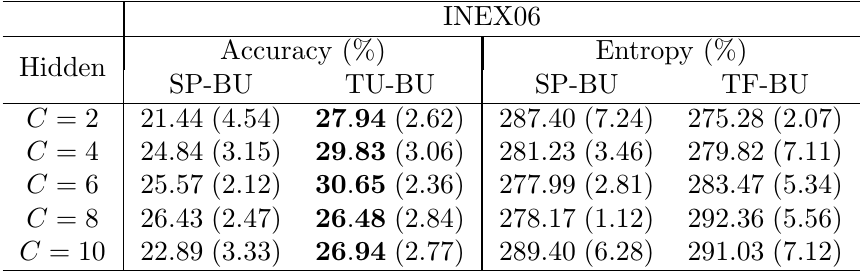 INEX06
Hidden Accuracy (%) Entropy (%)
SP-BU TU-BU SP-BU TF-BU
C = 2 21.44 (4.54) 27.94 (2.62) 287.40 (7.24) 275.28 (2.07)
C = 4 24.84 (3.15) 29.83 (3.06) 281.23 (3.46) 279.82 (7.11)
C = 6 25.57 (2.12) 30.65 (2.36) 277.99 (2.81) 283.47 (5.34)
C = 8 26.43 (2.47) 26.48 (2.84) 278.17 (1.12) 292.36 (5.56)
C = 10 22.89 (3.33) 26.94 (2.77) 289.40 (6.28) 291.03 (7.12)